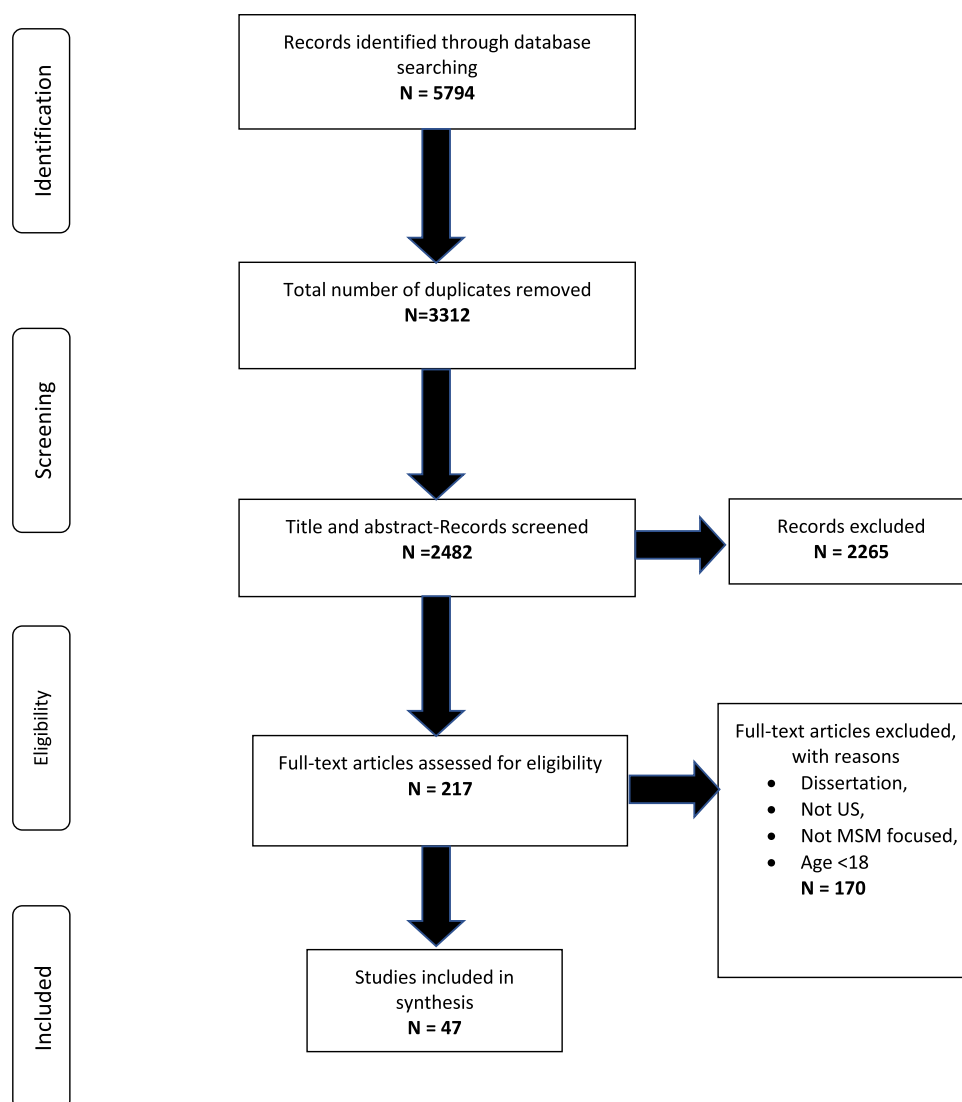 Identification
Records identified through database
searching
N = 5794
Total number of duplicates removed
N=3312
Screening
Title and abstract-Records screened
N =2482
Records excluded
N = 2265
Eligibility
Full-text articles assessed for eligibility
N = 217
Full-text articles excluded,
with reasons
• Dissertation,
• Not US,
• Not MSM focused,
• Age <18
N = 170
Included
Studies included in
synthesis
N = 47